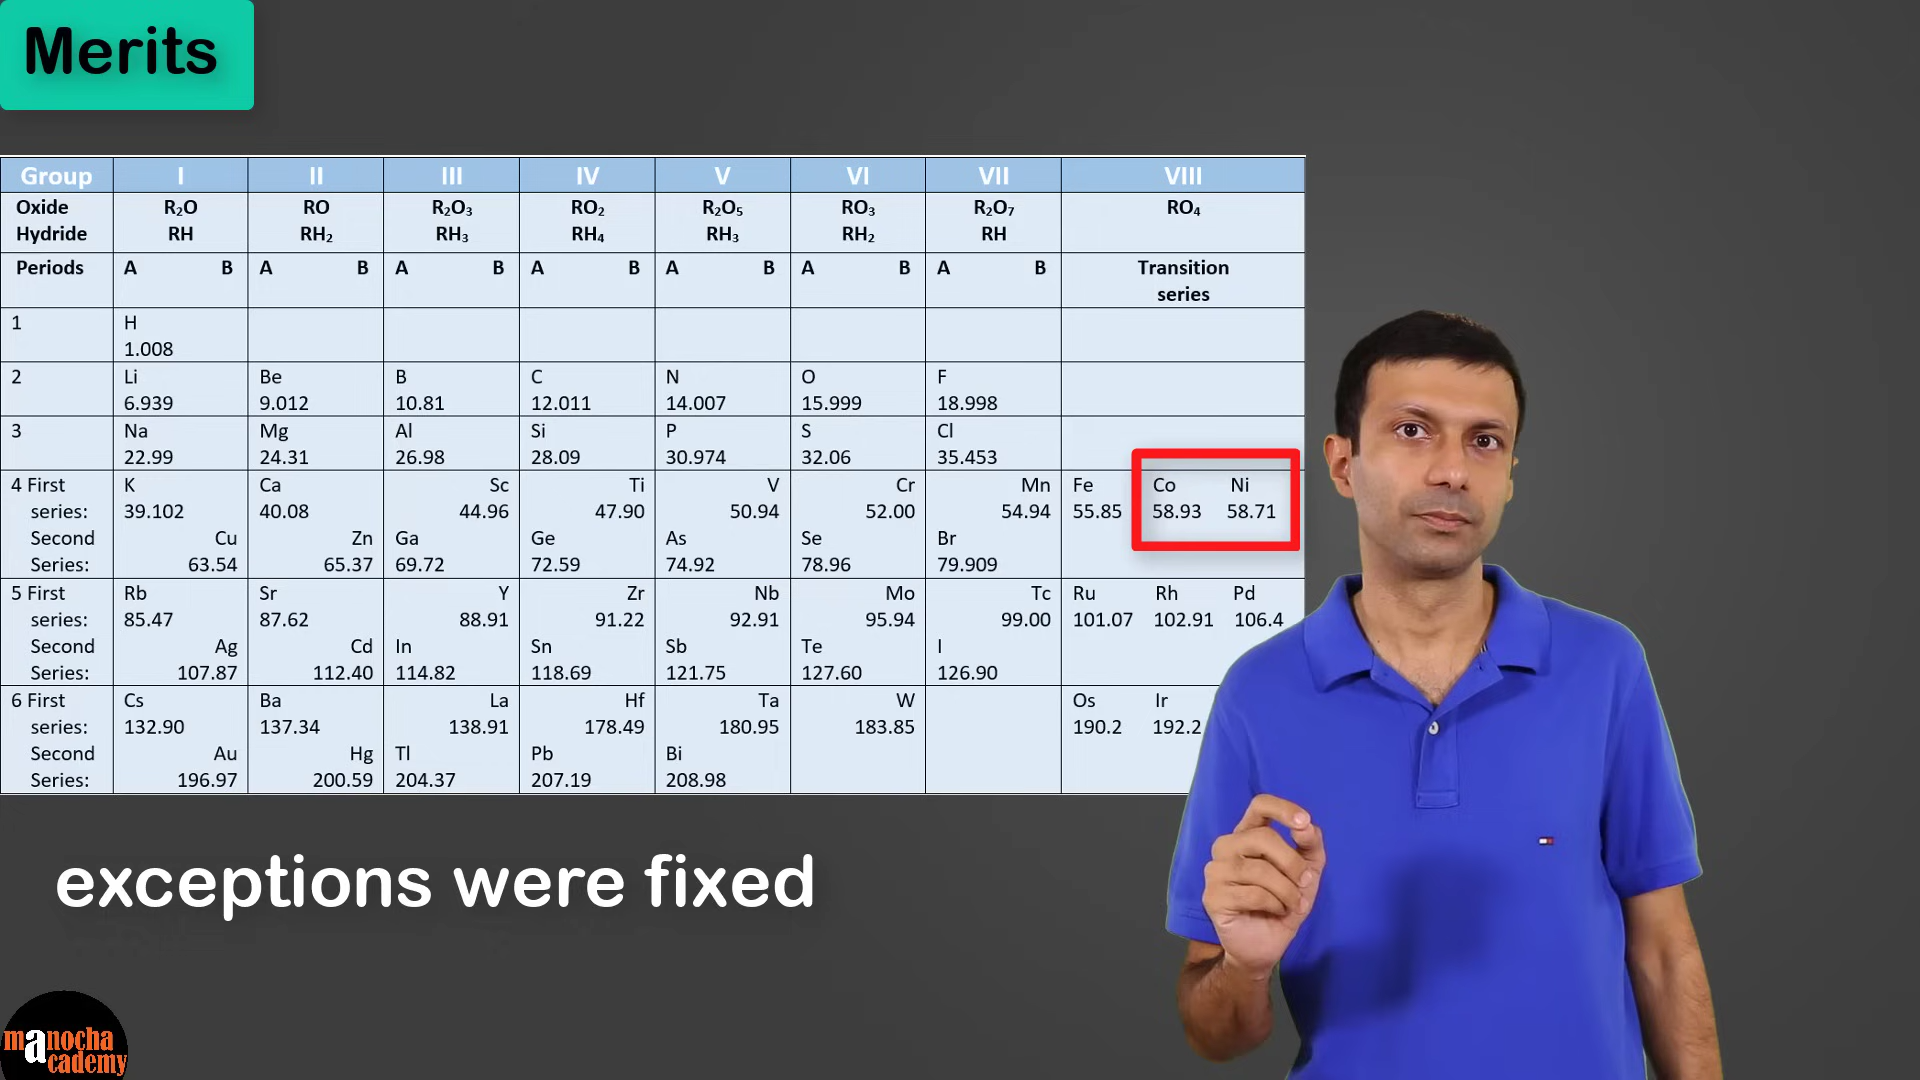 Merits
Group I II III IV V VI VII VIII
Oxide R₂O RO R₂O₃ RO₂ R₂O₅ RO₃ R₂O₇ RO₄
Hydride RH RH₂ RH₃ RH₄ RH₃ RH₂ RH
Periods A B A B A B A B A B A B A B Transition
series
1 H
1.008
2 Li Be B C N O F
6.939 9.012 10.81 12.011 14.007 15.999 18.998
3 Na Mg Al Si P S Cl
22.99 24.31 26.98 28.09 30.974 32.06 35.453
4 First K Ca Sc Ti V Cr Mn Fe Co Ni
series: 39.102 40.08 44.96 47.90 50.94 52.00 54.94 55.85 58.93 58.71
Second Cu Zn Ga Ge As Se Br
Series: 63.54 65.37 69.72 72.59 74.92 78.96 79.909
5 First Rb Sr Y Zr Nb Mo Tc Ru Rh Pd
series: 85.47 87.62 88.91 91.22 92.91 95.94 99.00 101.07 102.91 106.4
Second Ag Cd In Sn Sb Te I
Series: 107.87 112.40 114.82 118.69 121.75 127.60 126.90
6 First Cs Ba La Hf Ta W Os Ir
series: 132.90 137.34 138.91 178.49 180.95 183.85 190.2 192.2
Second Au Hg Tl Pb Bi
Series: 196.97 200.59 204.37 207.19 208.98
exceptions were fixed
manocha
academy